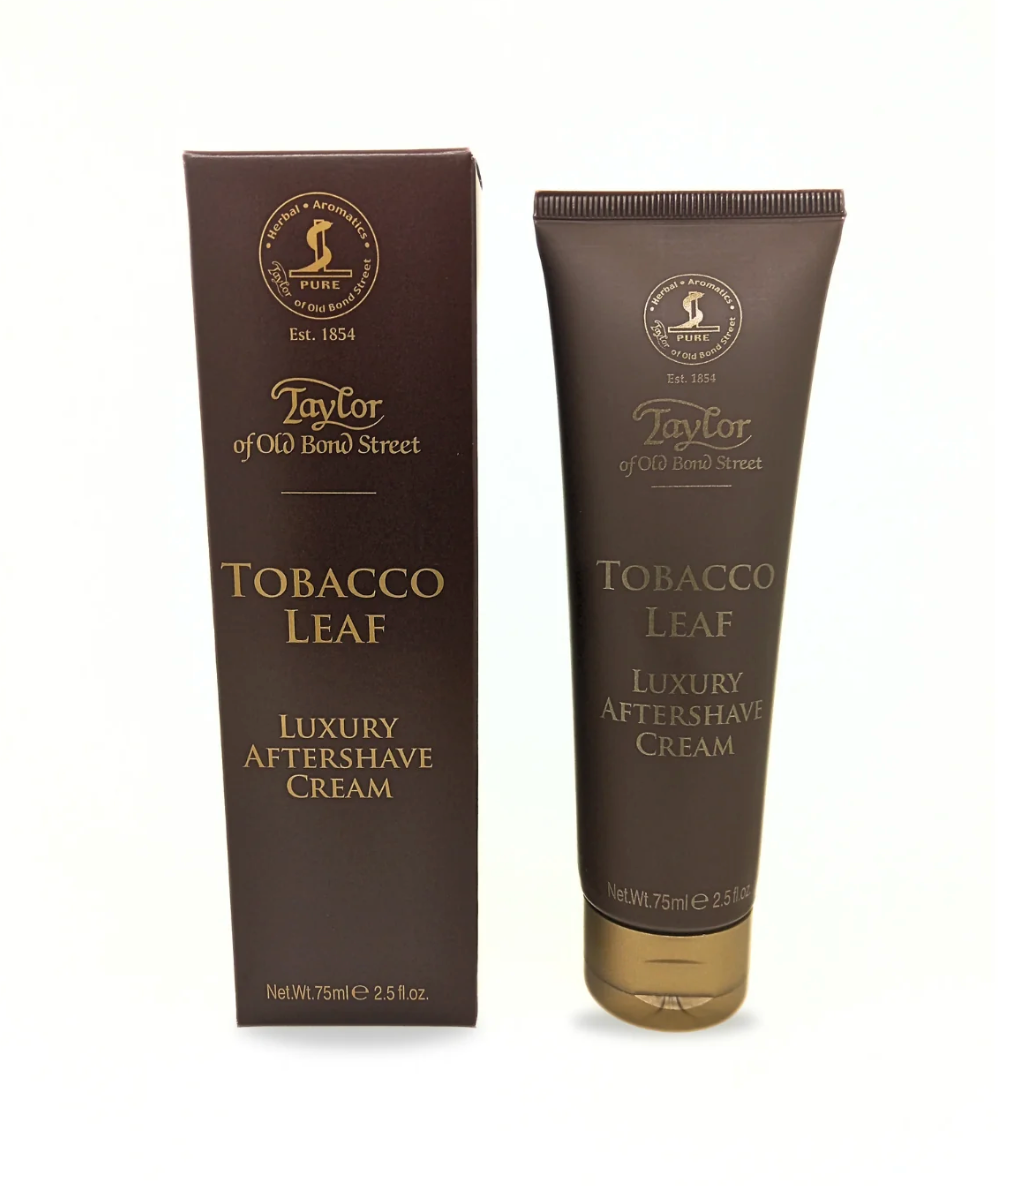 Herbal • Aromatics
PURE
Taylor of Old Bond Street
Est. 1854
Taylor
of Old Bond Street
TOBACCO
LEAF
LUXURY
AFTERSHAVE
CREAM
Net.Wt.75ml ℮ 2.5 fl.oz.
Herbal • Aromatics
PURE
Taylor of Old Bond Street
Est. 1854
Taylor
of Old Bond Street
TOBACCO
LEAF
LUXURY
AFTERSHAVE
CREAM
Net.Wt.75ml ℮ 2.5 fl.oz.